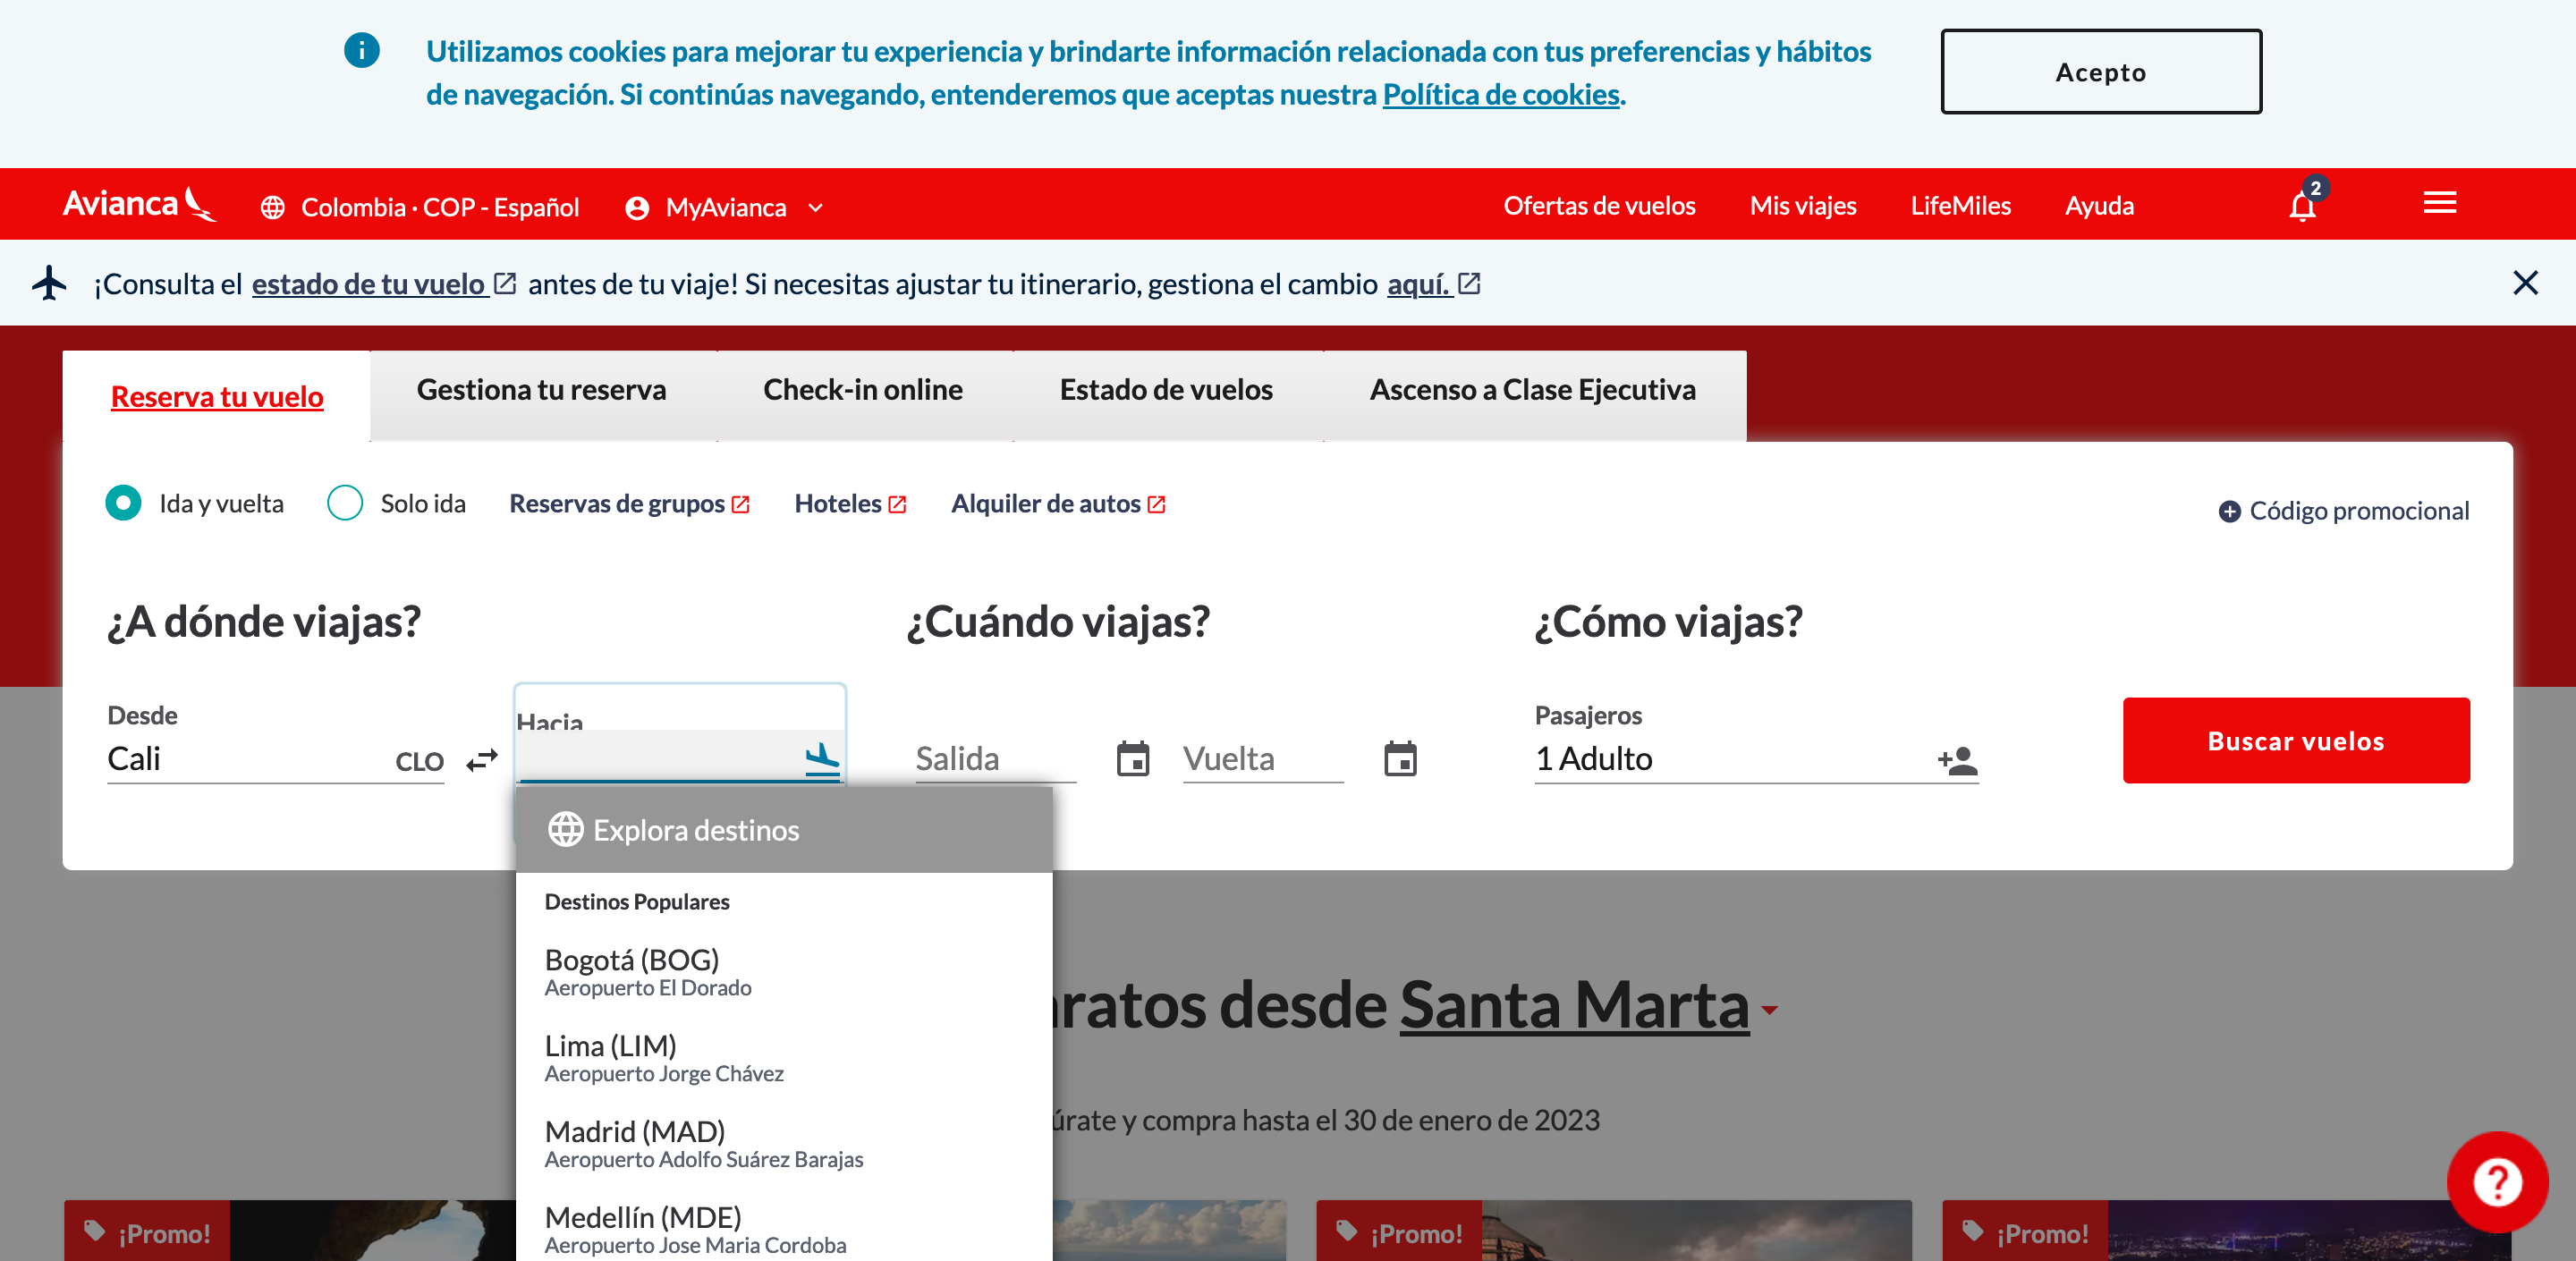 Utilizamos cookies para mejorar tu experiencia y brindarte información relacionada con tus preferencias y hábitos
de navegación. Si continúas navegando, entenderemos que aceptas nuestra Política de cookies.
Acepto
Avianca
Colombia · COP - Español
MyAvianca
Ofertas de vuelos
Mis viajes
LifeMiles
Ayuda
2
¡Consulta el estado de tu vuelo antes de tu viaje! Si necesitas ajustar tu itinerario, gestiona el cambio aquí.
Reserva tu vuelo
Gestiona tu reserva
Check-in online
Estado de vuelos
Ascenso a Clase Ejecutiva
Ida y vuelta
Solo ida
Reservas de grupos
Hoteles
Alquiler de autos
Código promocional
¿A dónde viajas?
¿Cuándo viajas?
¿Cómo viajas?
Desde
Cali
CLO
Hacia
Salida
Vuelta
Pasajeros
1 Adulto
Buscar vuelos
Explora destinos
Destinos Populares
Bogotá (BOG)
Aeropuerto El Dorado
Lima (LIM)
Aeropuerto Jorge Chávez
Madrid (MAD)
Aeropuerto Adolfo Suárez Barajas
Medellín (MDE)
Aeropuerto Jose Maria Cordoba
desde Santa Marta
y compra hasta el 30 de enero de 2023
¡Promo!
¡Promo!
¡Promo!